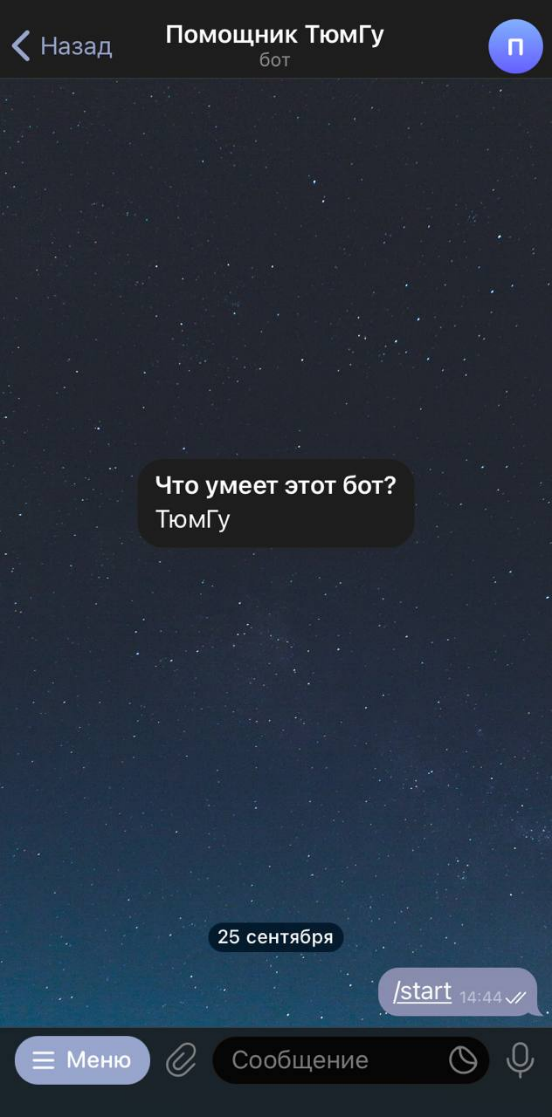 Назад
Помощник ТюмГу
бот
П
Что умеет этот бот?
ТюмГу
25 сентября
/start 14:44
Меню
Сообщение